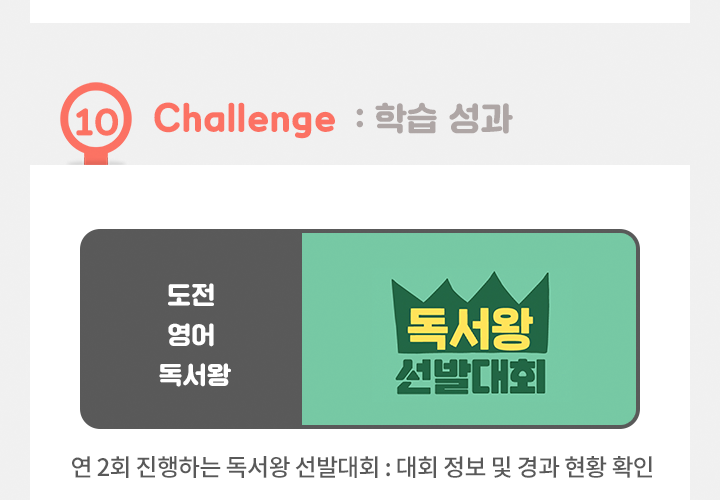 10 Challenge : 학습 성과
도전
영어
독서왕
독서왕
선발대회
연 2회 진행하는 독서왕 선발대회 : 대회 정보 및 경과 현황 확인